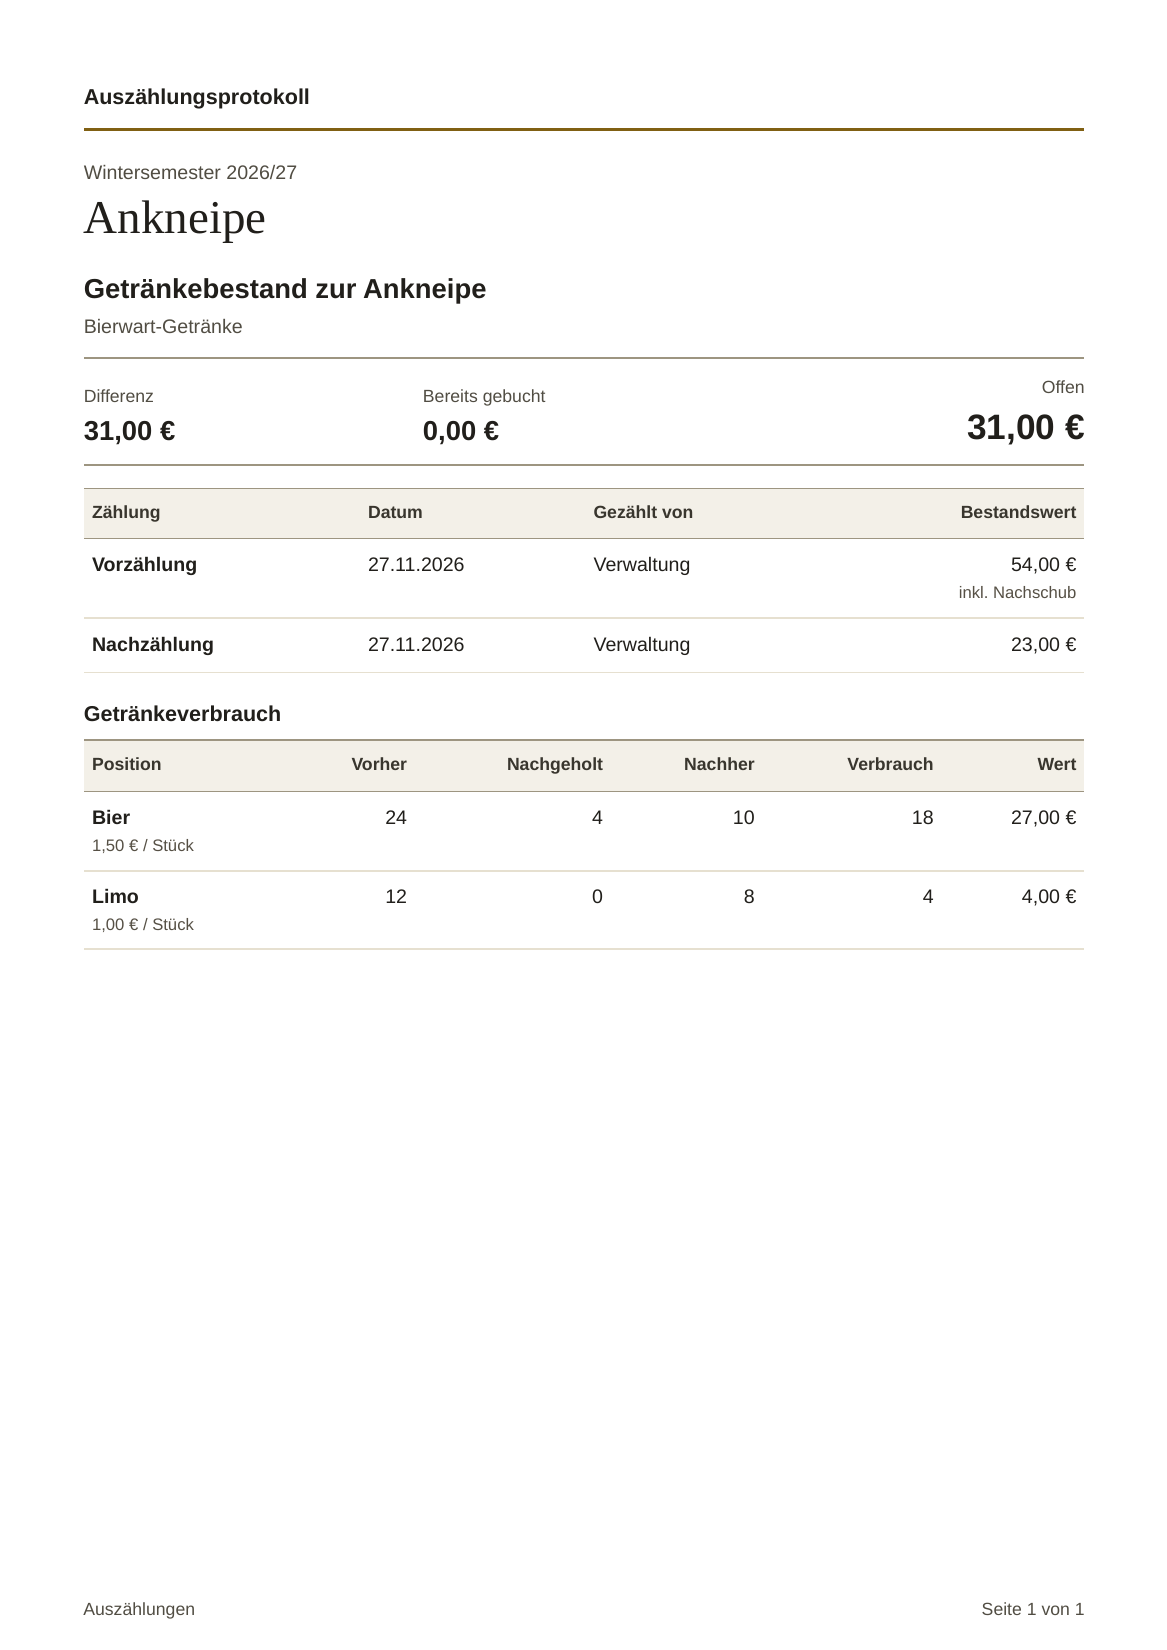 Auszählungsprotokoll
Wintersemester 2026/27
Ankneipe
Getränkebestand zur Ankneipe
Bierwart-Getränke
Differenz Bereits gebucht Offen
31,00 € 0,00 € 31,00 €
Zählung Datum Gezählt von Bestandswert
Vorzählung 27.11.2026 Verwaltung 54,00 €
inkl. Nachschub
Nachzählung 27.11.2026 Verwaltung 23,00 €
Getränkeverbrauch
Position Vorher Nachgeholt Nachher Verbrauch Wert
Bier 24 4 10 18 27,00 €
1,50 € / Stück
Limo 12 0 8 4 4,00 €
1,00 € / Stück
Auszählungen Seite 1 von 1